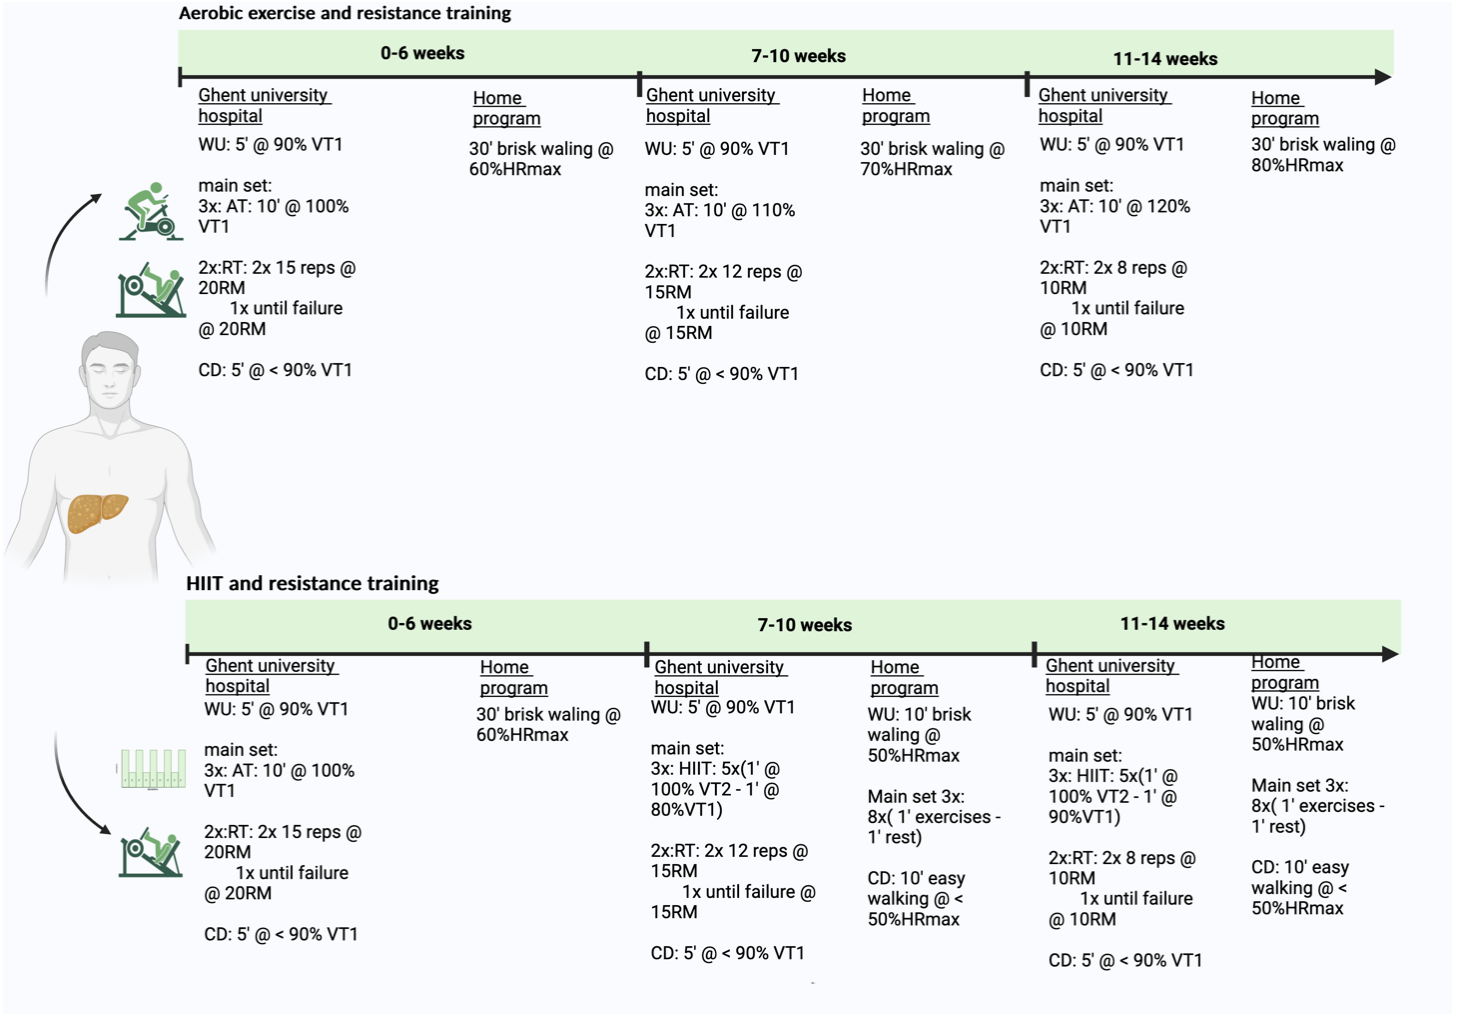 Aerobic exercise and resistance training
0-6 weeks
7-10 weeks
11-14 weeks
Ghent university
hospital
WU: 5' @ 90% VT1
main set:
3x: AT: 10' @ 100%
VT1
2x:RT: 2x 15 reps @
20RM
1x until failure
@ 20RM
CD: 5' @ < 90% VT1
Home
program
30' brisk waling @
60%HRmax
Ghent university
hospital
WU: 5' @ 90% VT1
main set:
3x: AT: 10' @ 110%
VT1
2x:RT: 2x 12 reps @
15RM
1x until failure
@ 15RM
CD: 5' @ < 90% VT1
Home
program
30' brisk waling @
70%HRmax
Ghent university
hospital
WU: 5' @ 90% VT1
main set:
3x: AT: 10' @ 120%
VT1
2x:RT: 2x 8 reps @
10RM
1x until failure
@ 10RM
CD: 5' @ < 90% VT1
Home
program
30' brisk waling @
80%HRmax
HIIT and resistance training
0-6 weeks
7-10 weeks
11-14 weeks
Ghent university
hospital
WU: 5' @ 90% VT1
main set:
3x: AT: 10' @ 100%
VT1
2x:RT: 2x 15 reps @
20RM
1x until failure
@ 20RM
CD: 5' @ < 90% VT1
Home
program
30' brisk waling @
60%HRmax
Ghent university
hospital
WU: 5' @ 90% VT1
main set:
3x: HIIT: 5x(1' @
100% VT2 - 1' @
80%VT1)
2x:RT: 2x 12 reps @
15RM
1x until failure @
15RM
CD: 5' @ < 90% VT1
Home
program
WU: 10' brisk
waling @
50%HRmax
Main set 3x:
8x( 1' exercises -
1' rest)
CD: 10' easy
walking @ <
50%HRmax
Ghent university
hospital
WU: 5' @ 90% VT1
main set:
3x: HIIT: 5x(1' @
100% VT2 - 1' @
90%VT1)
2x:RT: 2x 8 reps @
10RM
1x until failure
@ 10RM
CD: 5' @ < 90% VT1
Home
program
WU: 10' brisk
waling @
50%HRmax
Main set 3x:
8x( 1' exercises -
1' rest)
CD: 10' easy
walking @ <
50%HRmax